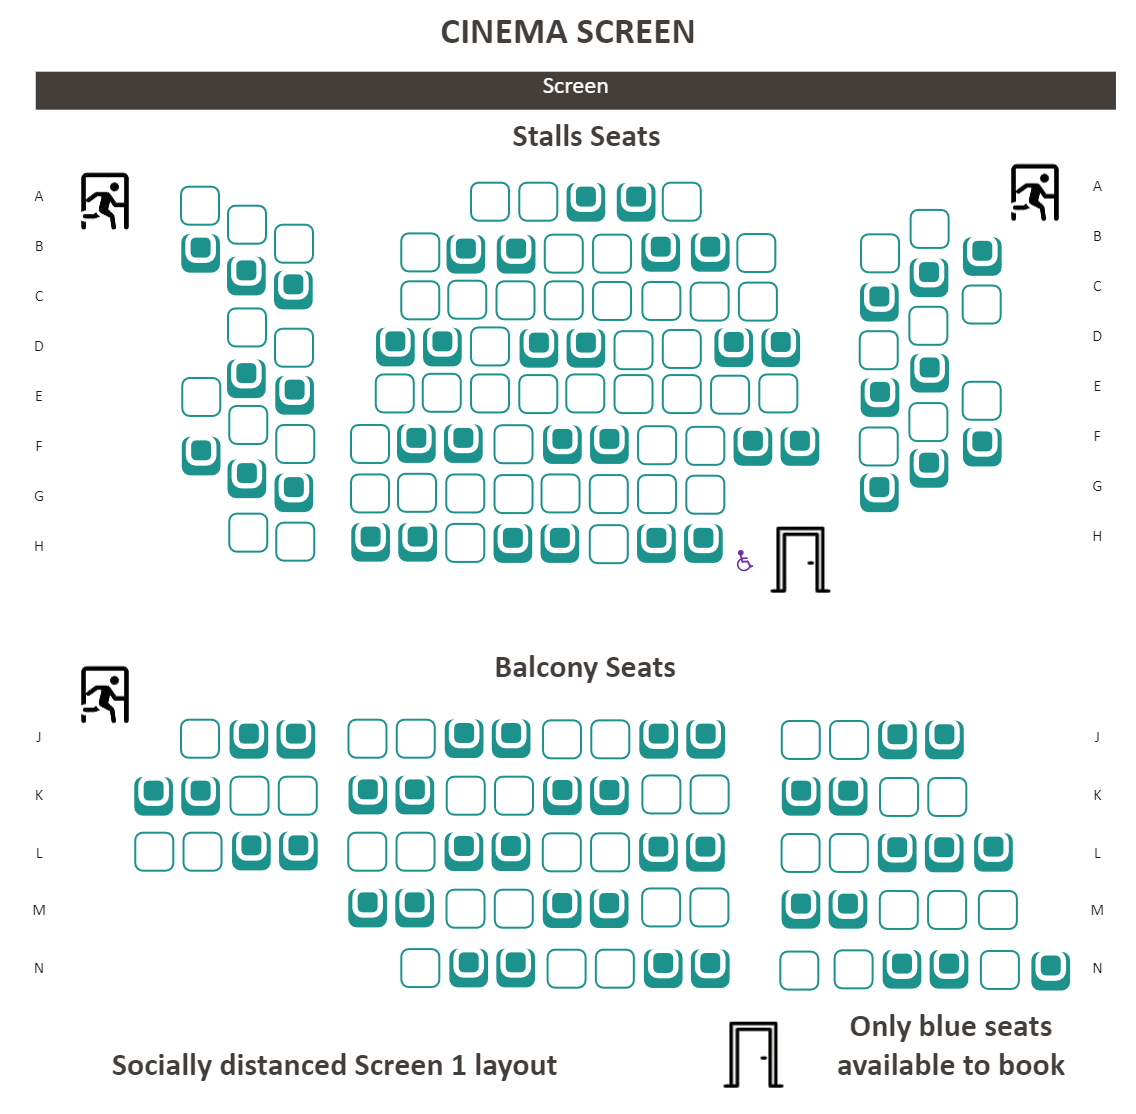 CINEMA SCREEN
Screen
Stalls Seats
A A
B B
C C
D D
E E
F F
G G
H H
Balcony Seats
J J
K K
L L
M M
N N
Only blue seats
available to book
Socially distanced Screen 1 layout